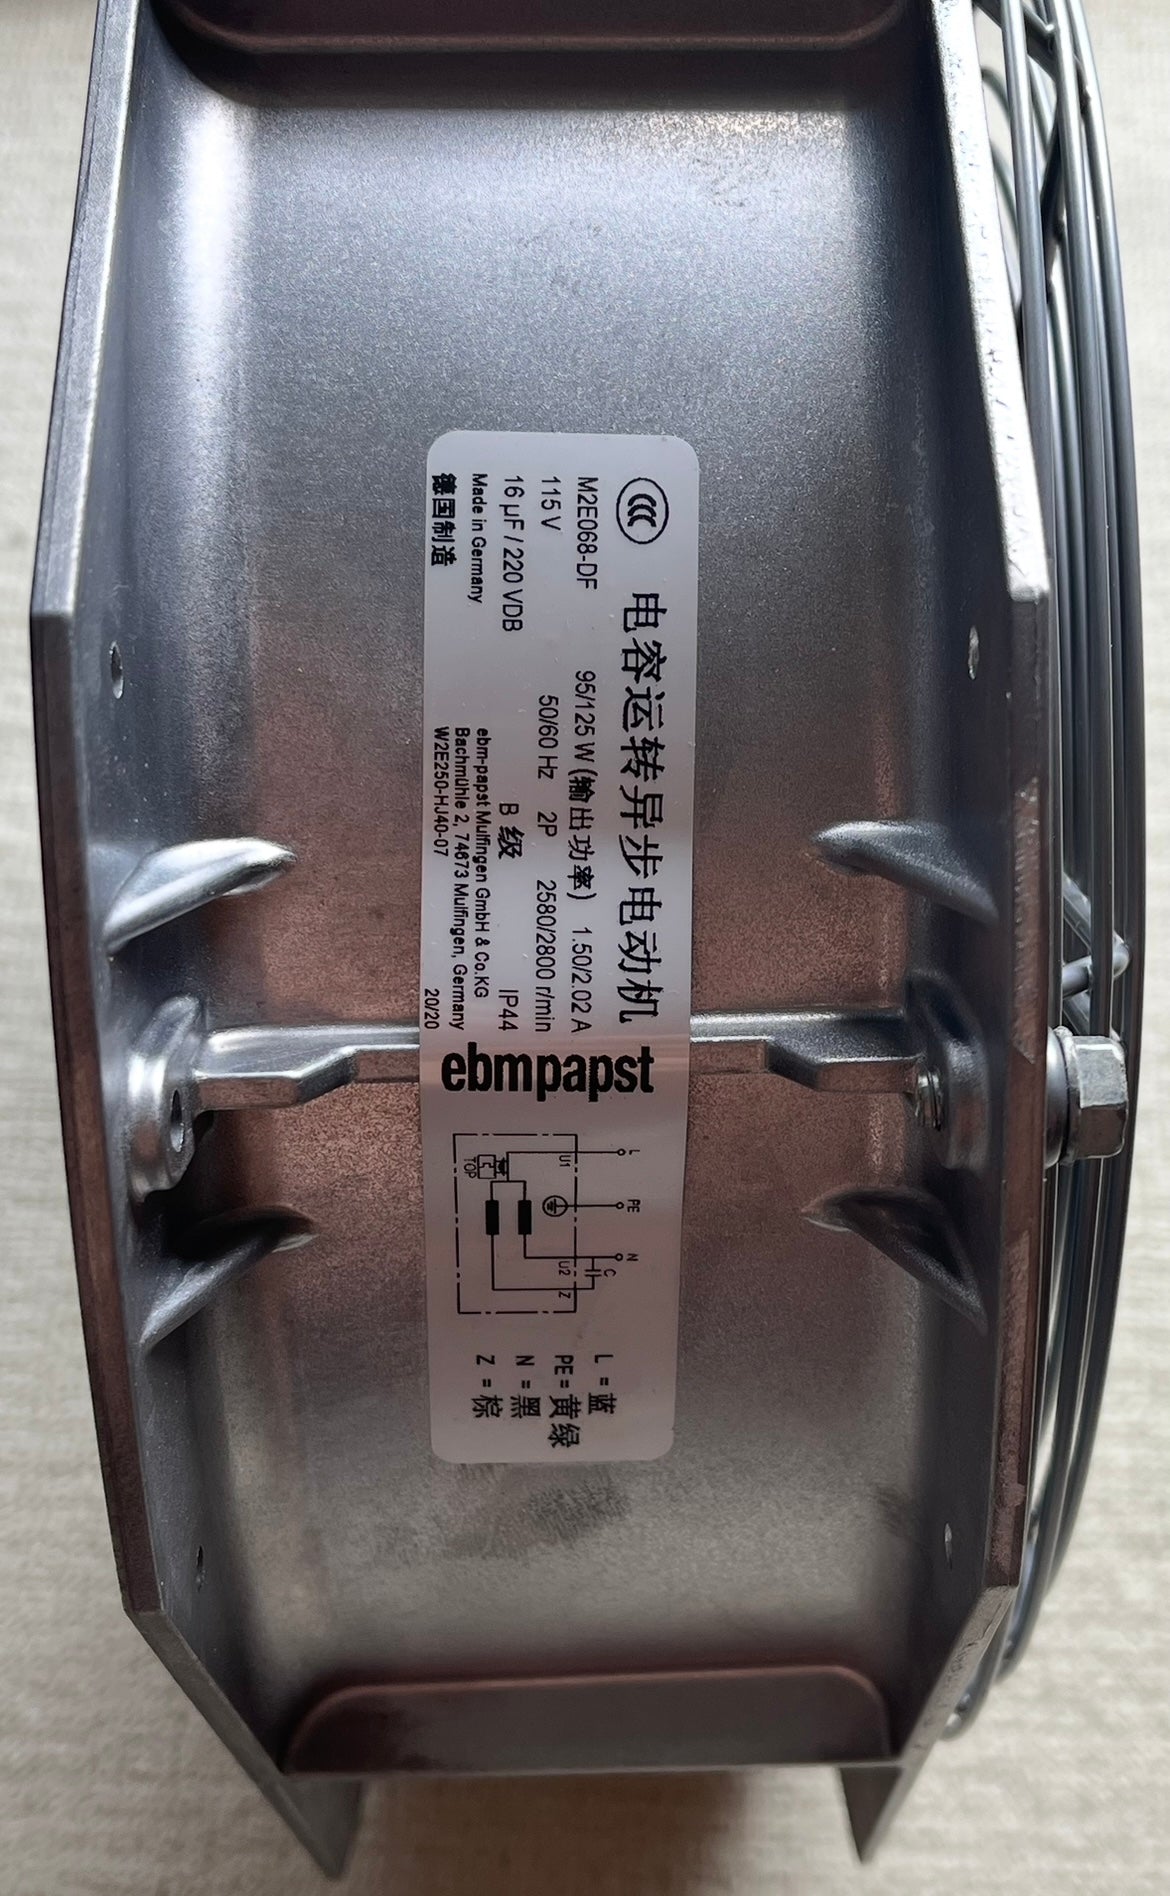 CCC 电容运转异步电动机
M2E068-DF 95/125 W (输出功率) 1.50/2.02 A
115 V 50/60 Hz 2P 2580/2800 r/min
16 µF / 220 VDB B 级 IP44
Made in Germany
德国制造
ebm-papst Mulfingen GmbH & Co.KG
Bachmühle 2, 74673 Mulfingen, Germany
W2E250-HJ40-07 20/20
ebmpapst
L PE N
C
U1 U2 Z
TOP
L = 蓝
PE = 黄绿
N = 黑
Z = 棕